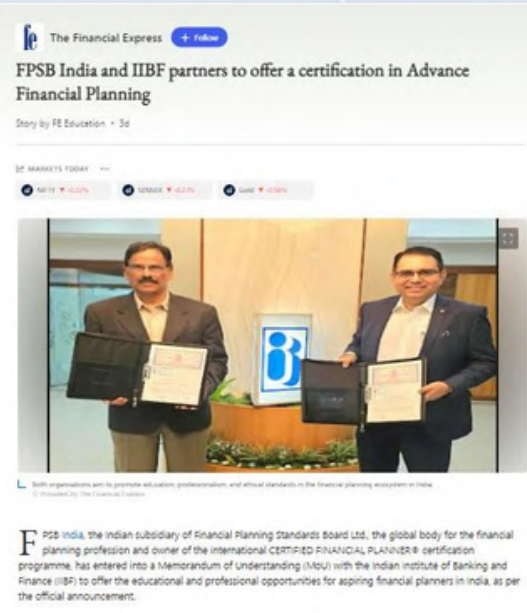 fe The Financial Express + Follow
FPSB India and IIBF partners to offer a certification in Advance
Financial Planning
Story by FE Education • 3d
MARKETS TODAY •••
NIFTY ▼ SENSEX ▼ Gold ▼
Both organisations aim to promote education, professionalism, and ethical standards in the financial planning ecosystem in India
© Provided by The Financial Express
FPSB India, the Indian subsidiary of Financial Planning Standards Board Ltd., the global body for the financial
planning profession and owner of the international CERTIFIED FINANCIAL PLANNER® certification
programme, has entered into a Memorandum of Understanding (MoU) with the Indian Institute of Banking and
Finance (IIBF) to offer the educational and professional opportunities for aspiring financial planners in India, as per
the official announcement.